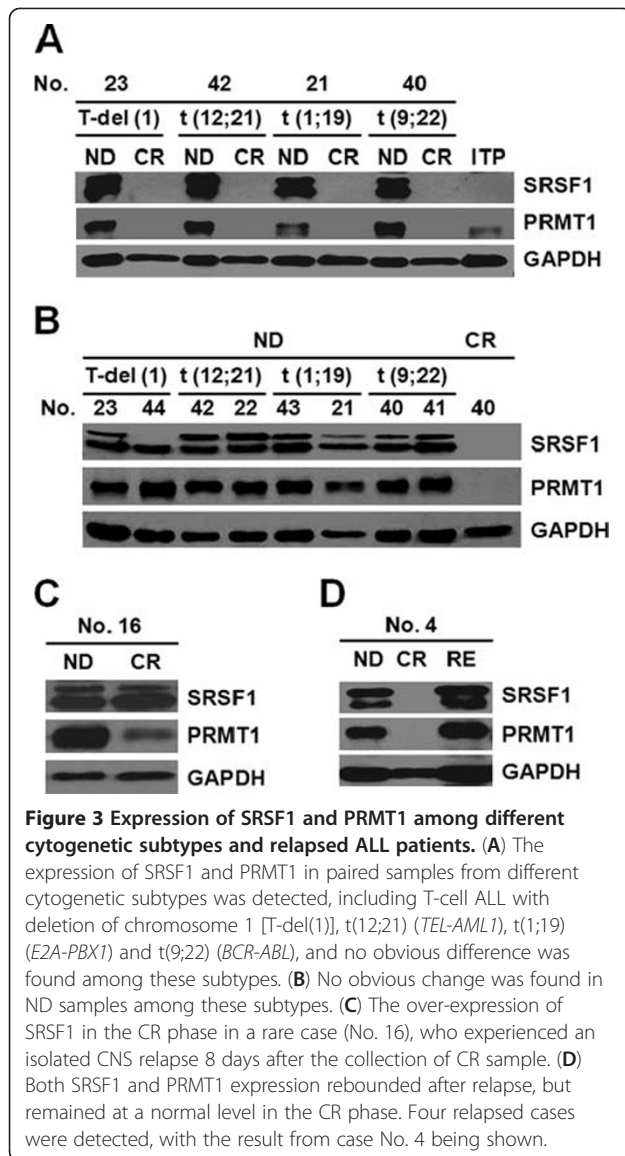 A
No. 23 42 21 40
T-del (1) t (12;21) t (1;19) t (9;22)
ND CR ND CR ND CR ND CR ITP
SRSF1
PRMT1
GAPDH
B
ND CR
T-del (1) t (12;21) t (1;19) t (9;22)
No. 23 44 42 22 43 21 40 41 40
SRSF1
PRMT1
GAPDH
C
No. 16
ND CR
SRSF1
PRMT1
GAPDH
D
No. 4
ND CR RE
SRSF1
PRMT1
GAPDH
Figure 3 Expression of SRSF1 and PRMT1 among different
cytogenetic subtypes and relapsed ALL patients. (A) The
expression of SRSF1 and PRMT1 in paired samples from different
cytogenetic subtypes was detected, including T-cell ALL with
deletion of chromosome 1 [T-del(1)], t(12;21) (TEL-AML1), t(1;19)
(E2A-PBX1) and t(9;22) (BCR-ABL), and no obvious difference was
found among these subtypes. (B) No obvious change was found in
ND samples among these subtypes. (C) The over-expression of
SRSF1 in the CR phase in a rare case (No. 16), who experienced an
isolated CNS relapse 8 days after the collection of CR sample. (D)
Both SRSF1 and PRMT1 expression rebounded after relapse, but
remained at a normal level in the CR phase. Four relapsed cases
were detected, with the result from case No. 4 being shown.